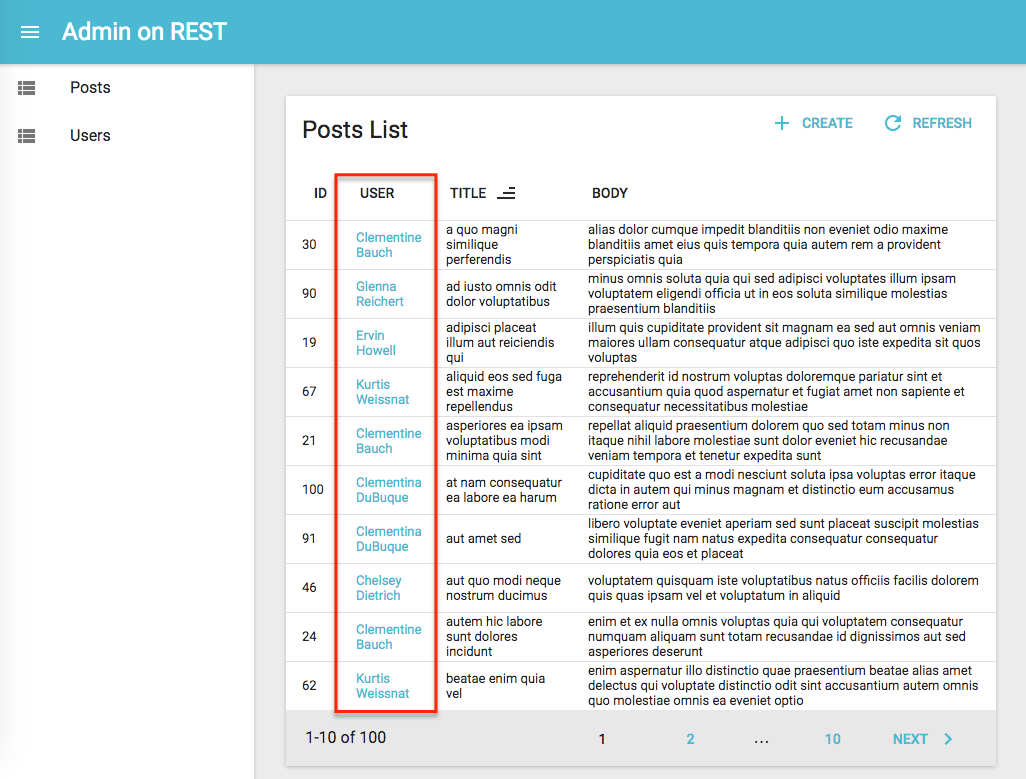 Admin on REST
Posts
Users
Posts List
CREATE REFRESH
ID USER TITLE BODY
30 Clementine Bauch a quo magni similique perferendis alias dolor cumque impedit blanditiis non eveniet odio maxime blanditiis amet eius quis tempora quia autem rem a provident perspiciatis quia
90 Glenna Reichert ad iusto omnis odit dolor voluptatibus minus omnis soluta quia qui sed adipisci voluptates illum ipsam voluptatem eligendi officia ut in eos soluta similique molestias praesentium blanditiis
19 Ervin Howell adipisci placeat illum aut reiciendis qui illum quis cupiditate provident sit magnam ea sed aut omnis veniam maiores ullam consequatur atque adipisci quo iste expedita sit quos voluptas
67 Kurtis Weissnat aliquid eos sed fuga est maxime repellendus reprehenderit id nostrum voluptas doloremque pariatur sint et accusantium quia quod aspernatur et fugiat amet non sapiente et consequatur necessitatibus molestiae
21 Clementine Bauch asperiores ea ipsam voluptatibus modi minima quia sint repellat aliquid praesentium dolorem quo sed totam minus non itaque nihil labore molestiae sunt dolor eveniet hic recusandae veniam tempora et tenetur expedita sunt
100 Clementina DuBuque at nam consequatur ea labore ea harum cupiditate quo est a modi nesciunt soluta ipsa voluptas error itaque dicta in autem qui minus magnam et distinctio eum accusamus ratione error aut
91 Clementina DuBuque aut amet sed libero voluptate eveniet aperiam sed sunt placeat suscipit molestias similique fugit nam natus expedita consequatur consequatur dolores quia eos et placeat
46 Chelsey Dietrich aut quo modi neque nostrum ducimus voluptatem quisquam iste voluptatibus natus officiis facilis dolorem quis quas ipsam vel et voluptatum in aliquid
24 Clementine Bauch autem hic labore sunt dolores incidunt enim et ex nulla omnis voluptas quia qui voluptatem consequatur numquam aliquam sunt totam recusandae id dignissimos aut sed asperiores deserunt
62 Kurtis Weissnat beatae enim quia vel enim aspernatur illo distinctio quae praesentium beatae alias amet delectus qui voluptate distinctio odit sint accusantium autem omnis quo molestiae omnis ea eveniet optio
1-10 of 100 1 2 ... 10 NEXT